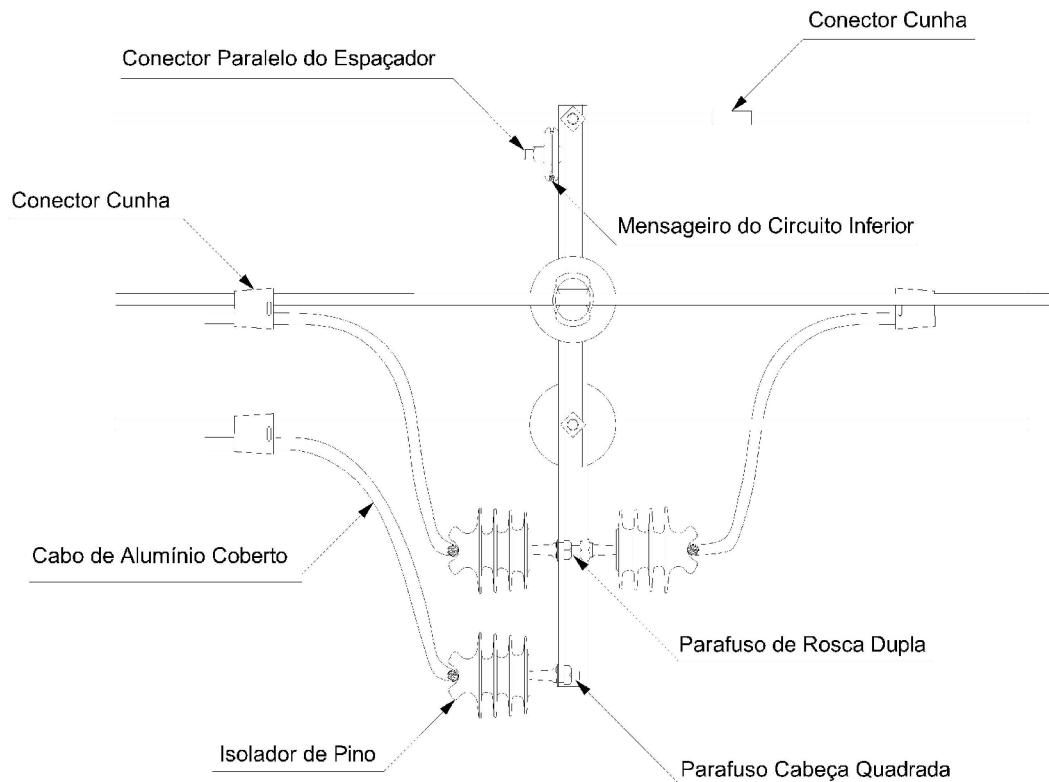 Conector Cunha
Conector Paralelo do Espaçador
Conector Cunha
Mensageiro do Circuito Inferior
Cabo de Alumínio Coberto
Parafuso de Rosca Dupla
Isolador de Pino
Parafuso Cabeça Quadrada